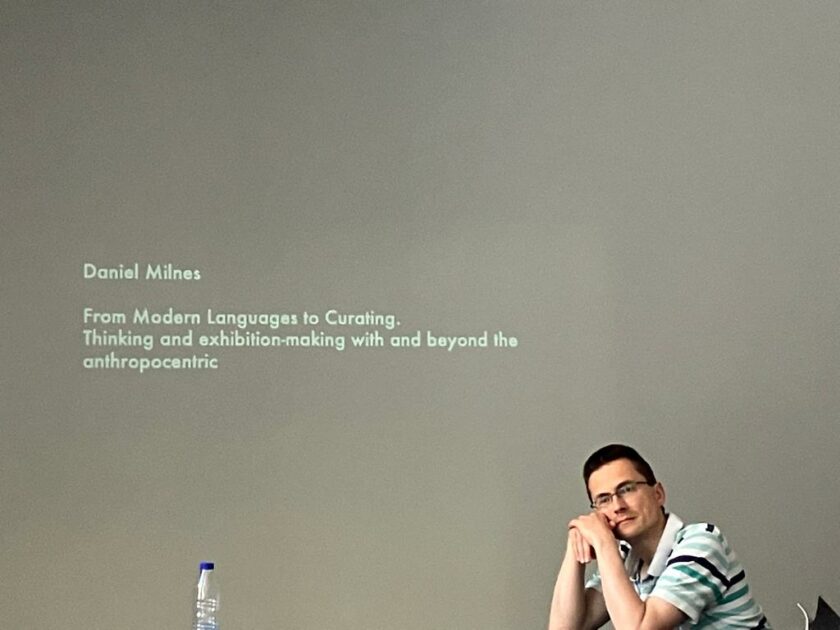 Daniel Milnes
From Modern Languages to Curating.
Thinking and exhibition-making with and beyond the
anthropocentric